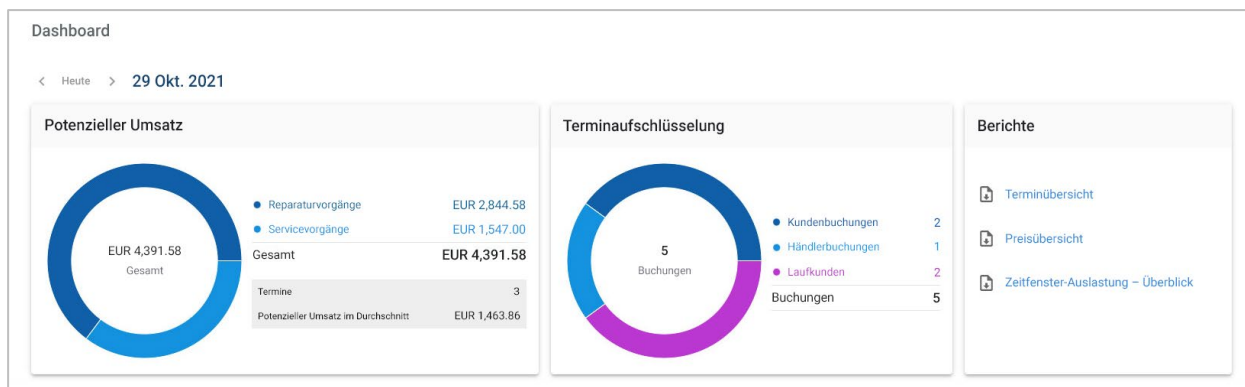 Dashboard
Heute 29 Okt. 2021
Potenzieller Umsatz
EUR 4,391.58
Gesamt
Reparaturvorgänge EUR 2,844.58
Servicevorgänge EUR 1,547.00
Gesamt EUR 4,391.58
Termine 3
Potenzieller Umsatz im Durchschnitt EUR 1,463.86
Terminaufschlüsselung
5
Buchungen
Kundenbuchungen 2
Händlerbuchungen 1
Laufkunden 2
Buchungen 5
Berichte
Terminübersicht
Preisübersicht
Zeitfenster-Auslastung – Überblick